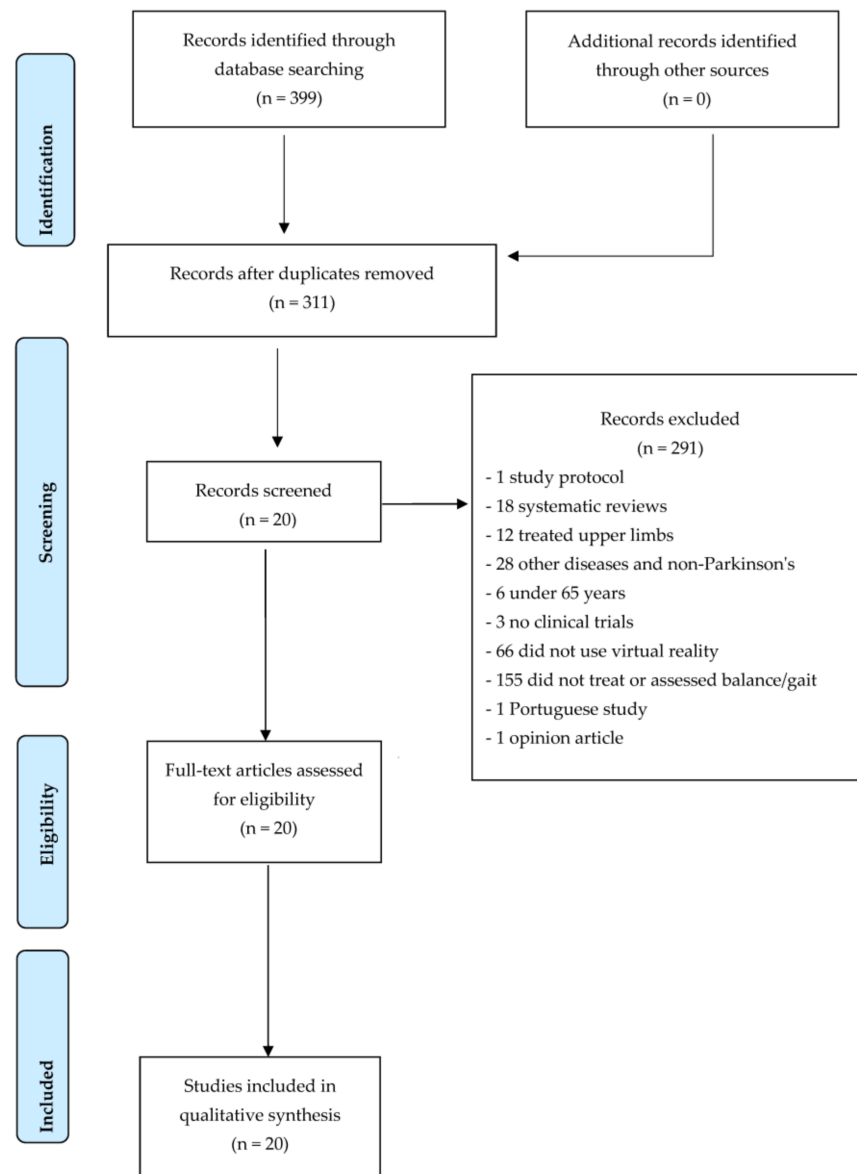 Records identified through
database searching
(n = 399)
Additional records identified
through other sources
(n = 0)
Identification
Records after duplicates removed
(n = 311)
Screening
Records screened
(n = 20)
Records excluded
(n = 291)
- 1 study protocol
- 18 systematic reviews
- 12 treated upper limbs
- 28 other diseases and non-Parkinson's
- 6 under 65 years
- 3 no clinical trials
- 66 did not use virtual reality
- 155 did not treat or assessed balance/gait
- 1 Portuguese study
- 1 opinion article
Eligibility
Full-text articles assessed
for eligibility
(n = 20)
Included
Studies included in
qualitative synthesis
(n = 20)